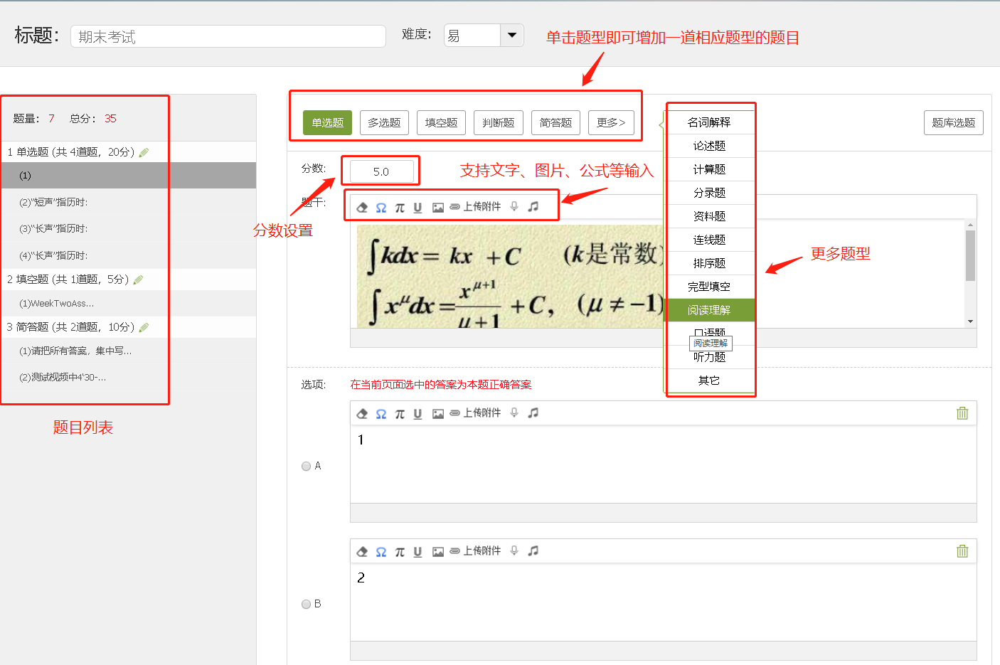 标题：
期末考试
难度：
易
单击题型即可增加一道相应题型的题目
题量： 7 总分： 35
1 单选题 (共 4道题，20分)
(1)
(2)"短声"指历时:
(3)"长声"指历时:
(4)"长声"指历时:
2 填空题 (共 1道题，5分)
(1)WeekTwoAss...
3 简答题 (共 2道题，10分)
(1)请把所有答案，集中写...
(2)测试视频中4'30-...
题目列表
单选题 多选题 填空题 判断题 简答题 更多>
题库选题
分数: 5.0
支持文字、图片、公式等输入
题干:
分数设置
Ω π U 上传附件
∫kdx = kx + C (k是常数)
∫x^μ dx = x^{μ+1}/(μ+1) + C, (μ ≠ -1)
名词解释
论述题
计算题
分录题
资料题
连线题
排序题
完型填空
阅读理解
口语题
阅读理解
听力题
其它
更多题型
选项: 在当前页面选中的答案为本题正确答案
Ω π U 上传附件
1
A
Ω π U 上传附件
2
B